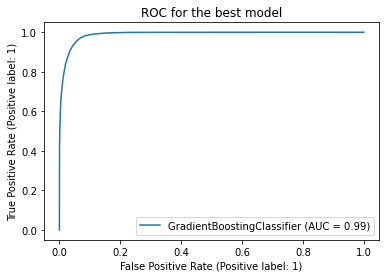 ROC for the best model
True Positive Rate (Positive label: 1)
1.0
0.8
0.6
0.4
0.2
0.0
GradientBoostingClassifier (AUC = 0.99)
0.0 0.2 0.4 0.6 0.8 1.0
False Positive Rate (Positive label: 1)